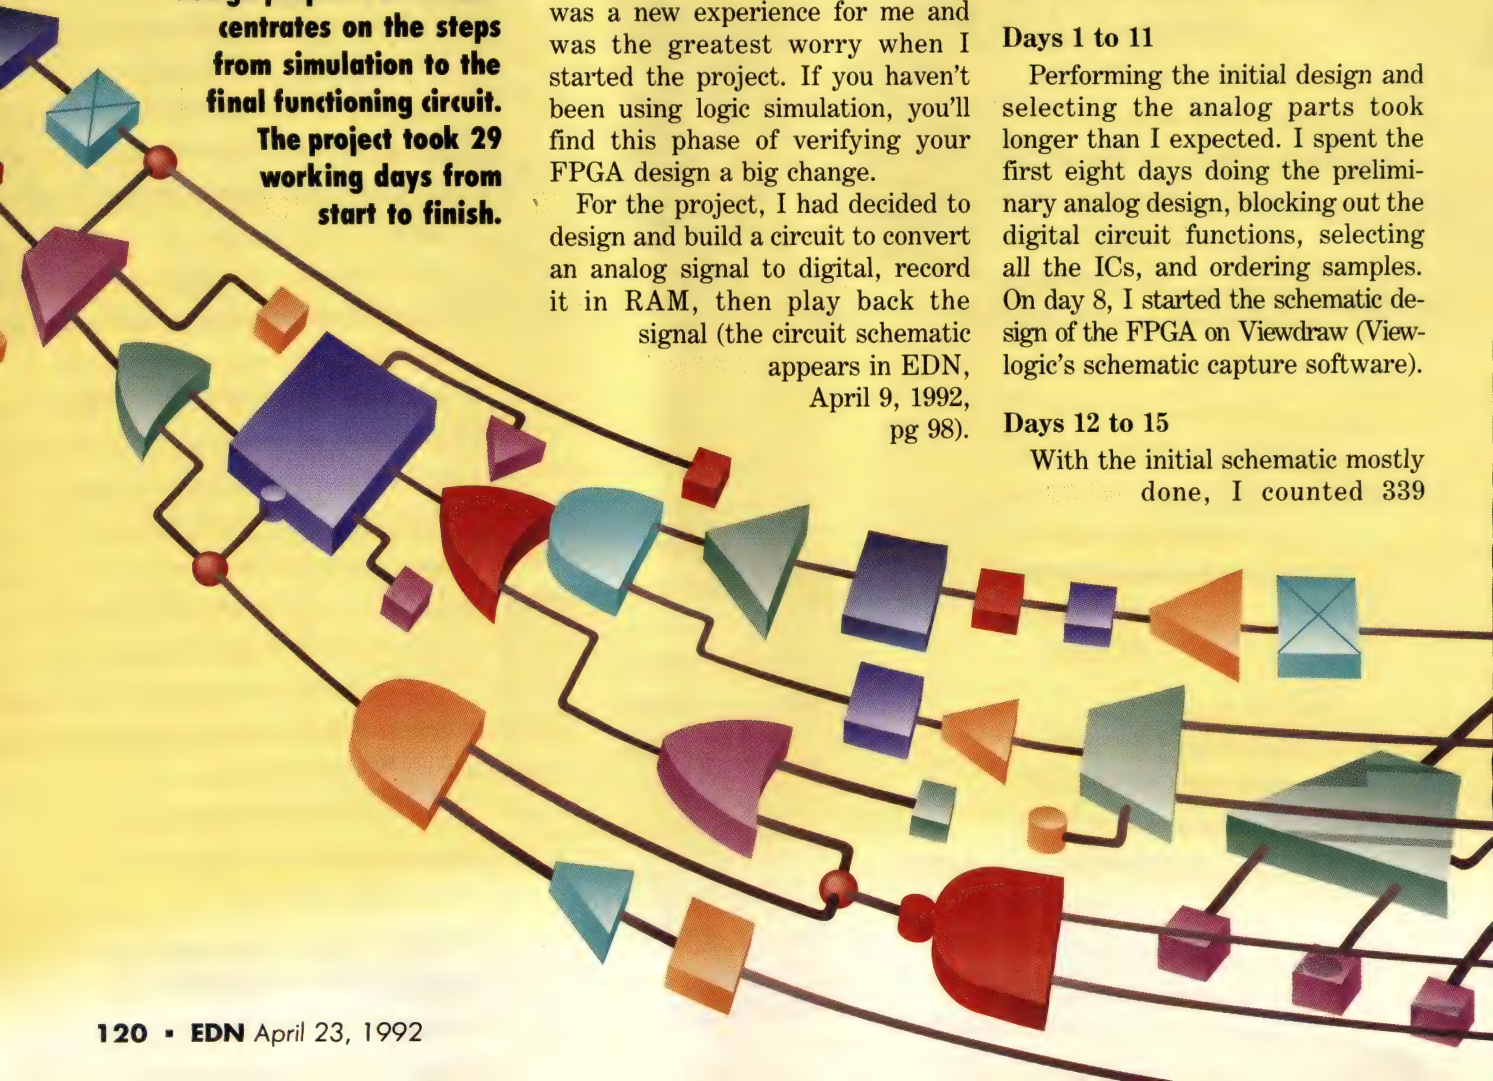 centrates on the steps
from simulation to the
final functioning circuit.
The project took 29
working days from
start to finish.
was a new experience for me and
was the greatest worry when I
started the project. If you haven't
been using logic simulation, you'll
find this phase of verifying your
FPGA design a big change.
For the project, I had decided to
design and build a circuit to convert
an analog signal to digital, record
it in RAM, then play back the
signal (the circuit schematic
appears in EDN,
April 9, 1992,
pg 98).
Days 1 to 11
Performing the initial design and
selecting the analog parts took
longer than I expected. I spent the
first eight days doing the prelimi-
nary analog design, blocking out the
digital circuit functions, selecting
all the ICs, and ordering samples.
On day 8, I started the schematic de-
sign of the FPGA on Viewdraw (View-
logic's schematic capture software).
Days 12 to 15
With the initial schematic mostly
done, I counted 339
120 ▪ EDN April 23, 1992